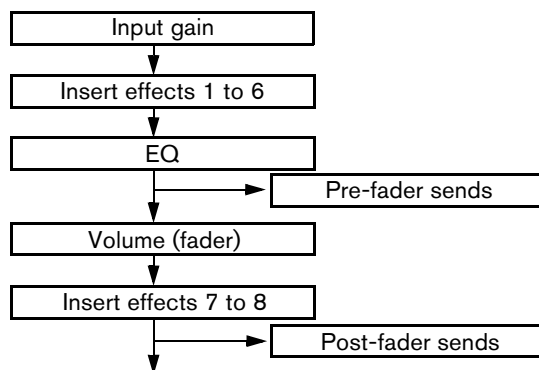 Input gain
Insert effects 1 to 6
EQ
Pre-fader sends
Volume (fader)
Insert effects 7 to 8
Post-fader sends